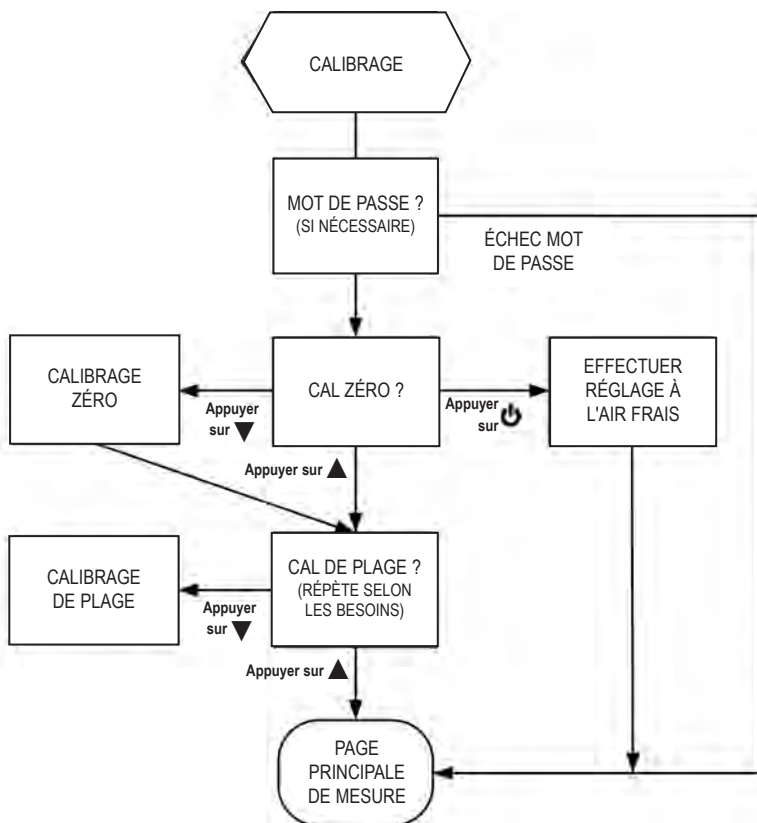 CALIBRAGE
MOT DE PASSE ?
(SI NÉCESSAIRE)
ÉCHEC MOT
DE PASSE
CALIBRAGE
ZÉRO
Appuyer
sur ▼
CAL ZÉRO ?
Appuyer
sur ⏻
EFFECTUER
RÉGLAGE À
L'AIR FRAIS
Appuyer sur ▲
CALIBRAGE
DE PLAGE
Appuyer
sur ▼
CAL DE PLAGE ?
(RÉPÈTE SELON
LES BESOINS)
Appuyer sur ▲
PAGE
PRINCIPALE
DE MESURE